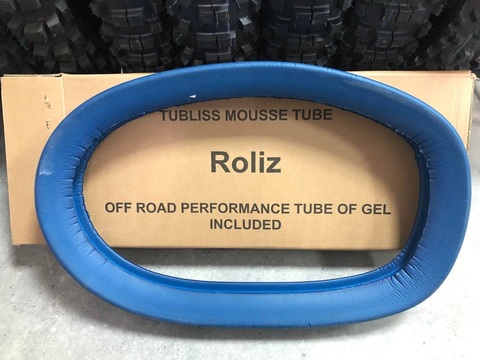 TUBLISS MOUSSE TUBE
Roliz
OFF ROAD PERFORMANCE TUBE OF GEL
INCLUDED